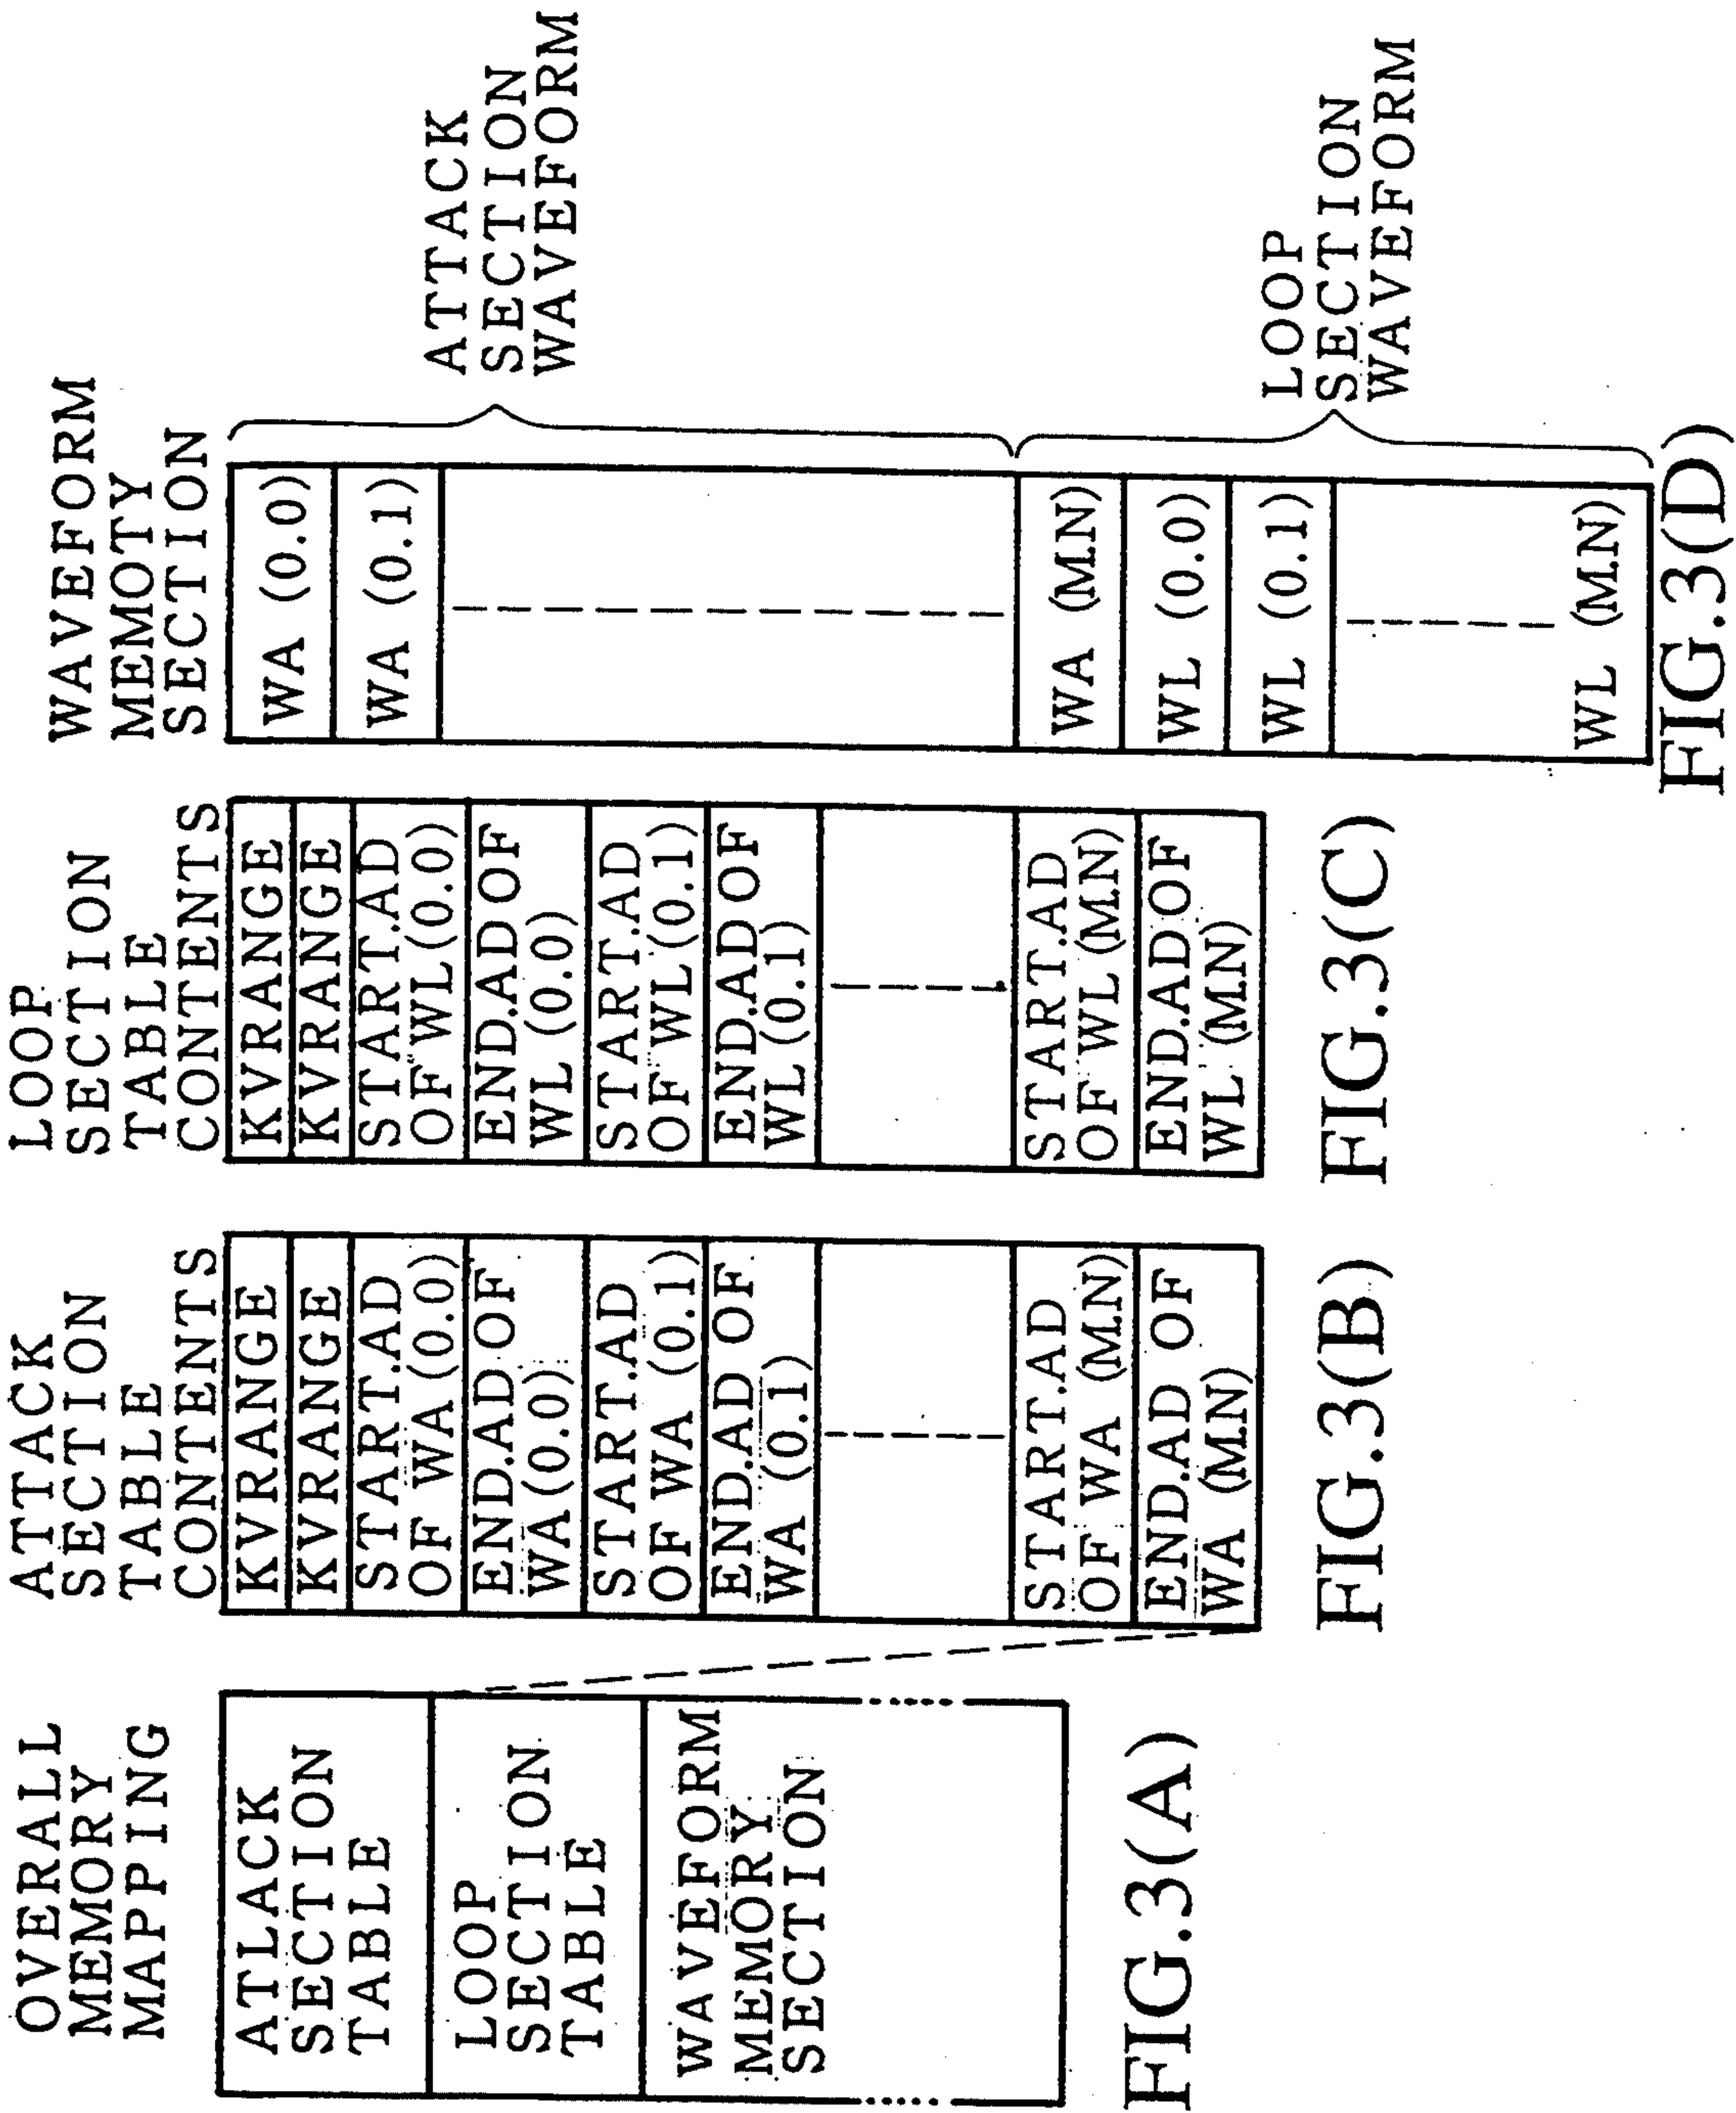 OVERALL
MEMORY
MAPPING
ATLACK
SECTION
TABLE
LOOP
SECTION
TABLE
WAVEFORM
MEMORY
SECTION
FIG.3(A)
ATTACK
SECTION
TABLE
CONTENTS
KVRANGE
KVRANGE
START.AD
OF WA (0.0)
END.AD OF
WA (0.0)
START.AD
OF WA (0.1)
END.AD OF
WA (0.1)
START.AD
OF WA (M.N)
END.AD OF
WA (M.N)
FIG.3(B)
LOOP
SECTION
TABLE
CONTENTS
KVRANGE
KVRANGE
START.AD
OF WL (0.0)
END.AD OF
WL (0.0)
START.AD
OF WL (0.1)
END.AD OF
WL (0.1)
START.AD
OF WL (M.N)
END.AD OF
WL (M.N)
FIG.3(C)
WAVEFORM
MEMOTY
SECTION
WA (0.0)
WA (0.1)
WA (M.N)
WL (0.0)
WL (0.1)
WL (M.N)
FIG.3(D)
ATTACK
SECTION
WAVEFORM
LOOP
SECTION
WAVEFORM